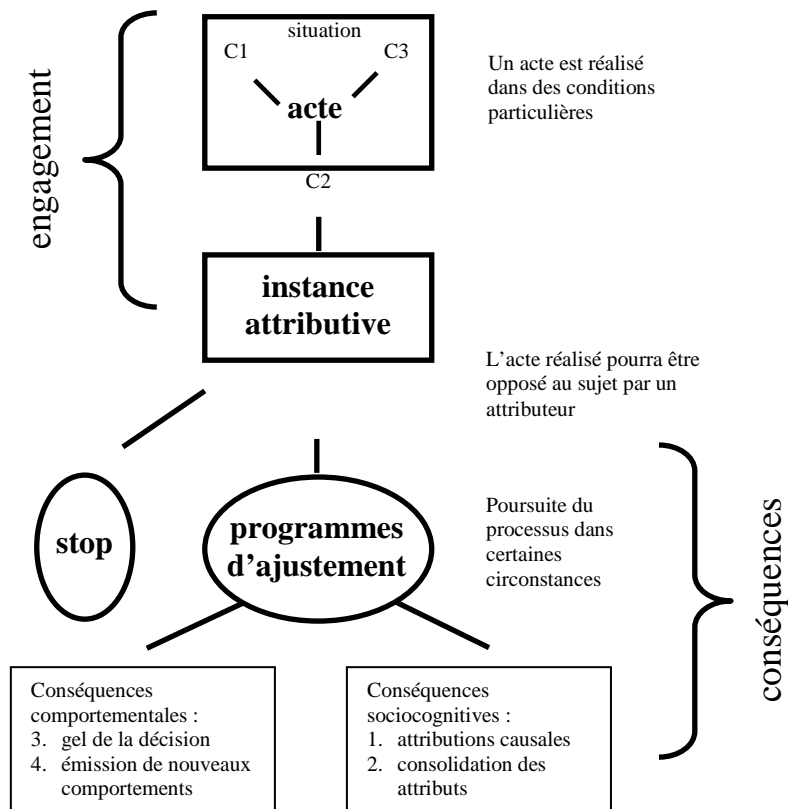 engagement
situation
C1
C3
acte
C2
Un acte est réalisé
dans des conditions
particulières
instance
attributive
L’acte réalisé pourra être
opposé au sujet par un
attributeur
stop
programmes
d’ajustement
Poursuite du
processus dans
certaines
circonstances
conséquences
Conséquences
comportementales :
3. gel de la décision
4. émission de nouveaux
comportements
Conséquences
sociocognitives :
1. attributions causales
2. consolidation des
attributs